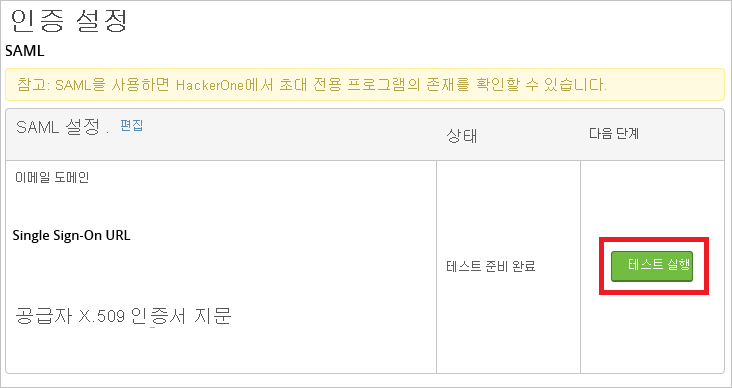 인증 설정
SAML
참고: SAML을 사용하면 HackerOne에서 초대 전용 프로그램의 존재를 확인할 수 있습니다.
SAML 설정 . 편집
상태
다음 단계
이메일 도메인
Single Sign-On URL
테스트 준비 완료
테스트 실행
공급자 X.509 인증서 지문